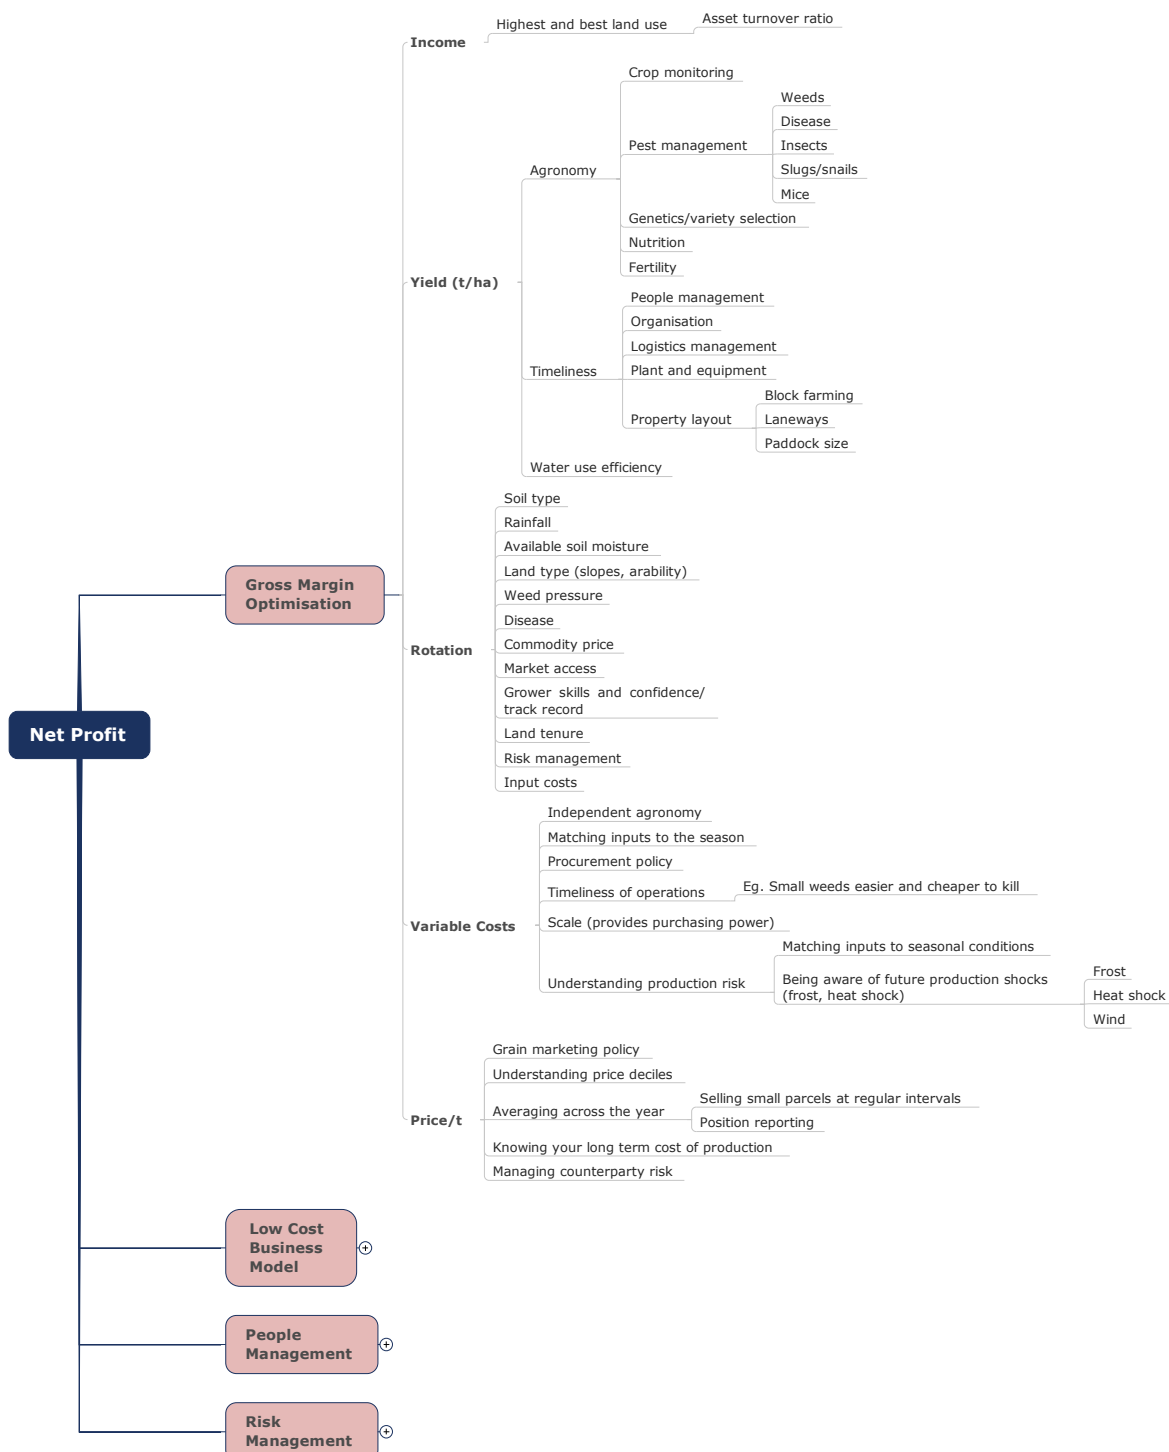 Net Profit
Gross Margin
Optimisation
Income
Highest and best land use
Asset turnover ratio
Yield (t/ha)
Agronomy
Crop monitoring
Pest management
Weeds
Disease
Insects
Slugs/snails
Mice
Genetics/variety selection
Nutrition
Fertility
Timeliness
People management
Organisation
Logistics management
Plant and equipment
Property layout
Block farming
Laneways
Paddock size
Water use efficiency
Rotation
Soil type
Rainfall
Available soil moisture
Land type (slopes, arability)
Weed pressure
Disease
Commodity price
Market access
Grower skills and confidence/
track record
Land tenure
Risk management
Input costs
Variable Costs
Independent agronomy
Matching inputs to the season
Procurement policy
Timeliness of operations
Eg. Small weeds easier and cheaper to kill
Scale (provides purchasing power)
Understanding production risk
Matching inputs to seasonal conditions
Being aware of future production shocks
(frost, heat shock)
Frost
Heat shock
Wind
Price/t
Grain marketing policy
Understanding price deciles
Averaging across the year
Selling small parcels at regular intervals
Position reporting
Knowing your long term cost of production
Managing counterparty risk
Low Cost
Business
Model
People
Management
Risk
Management